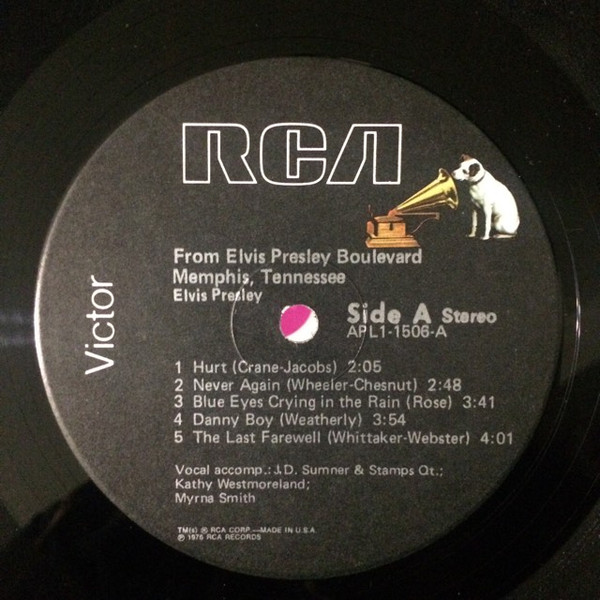 RCA
Victor
From Elvis Presley Boulevard
Memphis, Tennessee
Elvis Presley
Side A Stereo
APL1-1506-A
1 Hurt (Crane-Jacobs) 2:05
2 Never Again (Wheeler-Chesnut) 2:48
3 Blue Eyes Crying in the Rain (Rose) 3:41
4 Danny Boy (Weatherly) 3:54
5 The Last Farewell (Whittaker-Webster) 4:01
Vocal accomp.: J.D. Sumner & Stamps Qt.;
Kathy Westmoreland;
Myrna Smith
TM(s) ® RCA CORP.—MADE IN U.S.A.
℗ 1976 RCA RECORDS